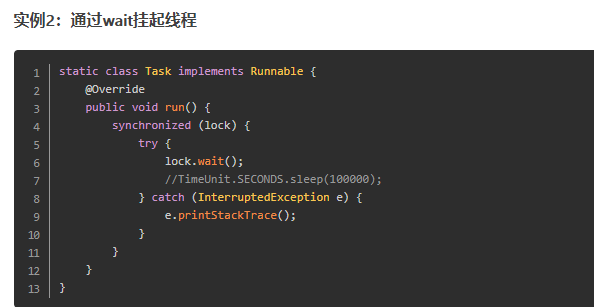 实例2：通过wait挂起线程
1 static class Task implements Runnable {
2     @Override
3     public void run() {
4         synchronized (lock) {
5             try {
6                 lock.wait();
7                 //TimeUnit.SECONDS.sleep(100000);
8             } catch (InterruptedException e) {
9                 e.printStackTrace();
10             }
11         }
12     }
13 }